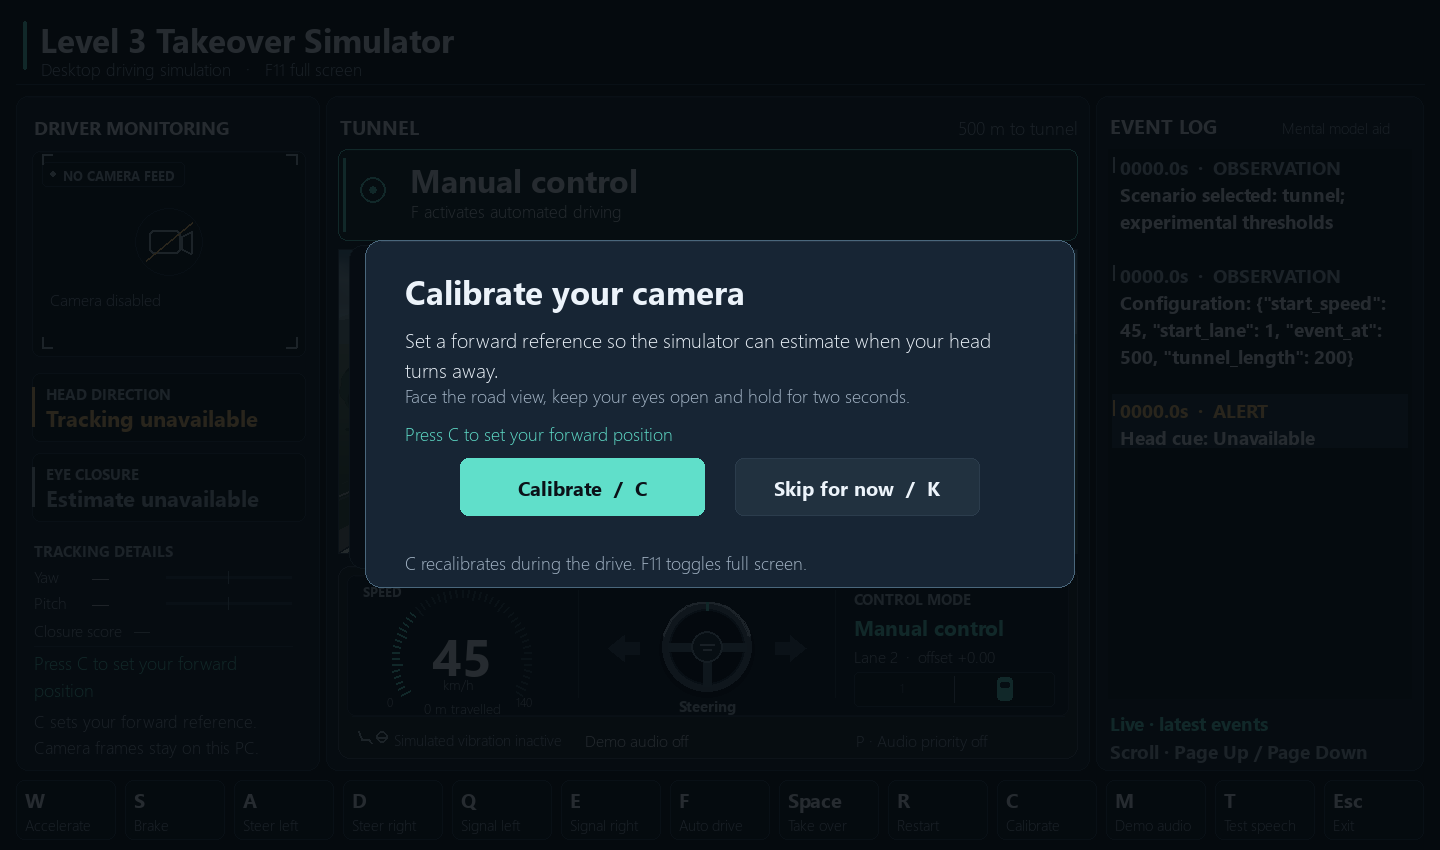 Level 3 Takeover Simulator
Desktop driving simulation · F11 full screen
DRIVER MONITORING
NO CAMERA FEED
Camera disabled
HEAD DIRECTION
Tracking unavailable
EYE CLOSURE
Estimate unavailable
TRACKING DETAILS
Yaw —
Pitch —
Closure score —
Press C to set your forward
position
C sets your forward reference.
Camera frames stay on this PC.
TUNNEL
500 m to tunnel
Manual control
F activates automated driving
Calibrate your camera
Set a forward reference so the simulator can estimate when your head
turns away.
Face the road view, keep your eyes open and hold for two seconds.
Press C to set your forward position
Calibrate / C
Skip for now / K
C recalibrates during the drive. F11 toggles full screen.
SPEED
45
km/h
0
140
0 m travelled
Steering
CONTROL MODE
Manual control
Lane 2 · offset +0.00
Simulated vibration inactive
Demo audio off
P · Audio priority off
EVENT LOG
Mental model aid
0000.0s · OBSERVATION
Scenario selected: tunnel;
experimental thresholds
0000.0s · OBSERVATION
Configuration: {"start_speed":
45, "start_lane": 1, "event_at":
500, "tunnel_length": 200}
0000.0s · ALERT
Head cue: Unavailable
Live · latest events
Scroll · Page Up / Page Down
W
Accelerate
S
Brake
A
Steer left
D
Steer right
Q
Signal left
E
Signal right
F
Auto drive
Space
Take over
R
Restart
C
Calibrate
M
Demo audio
T
Test speech
Esc
Exit